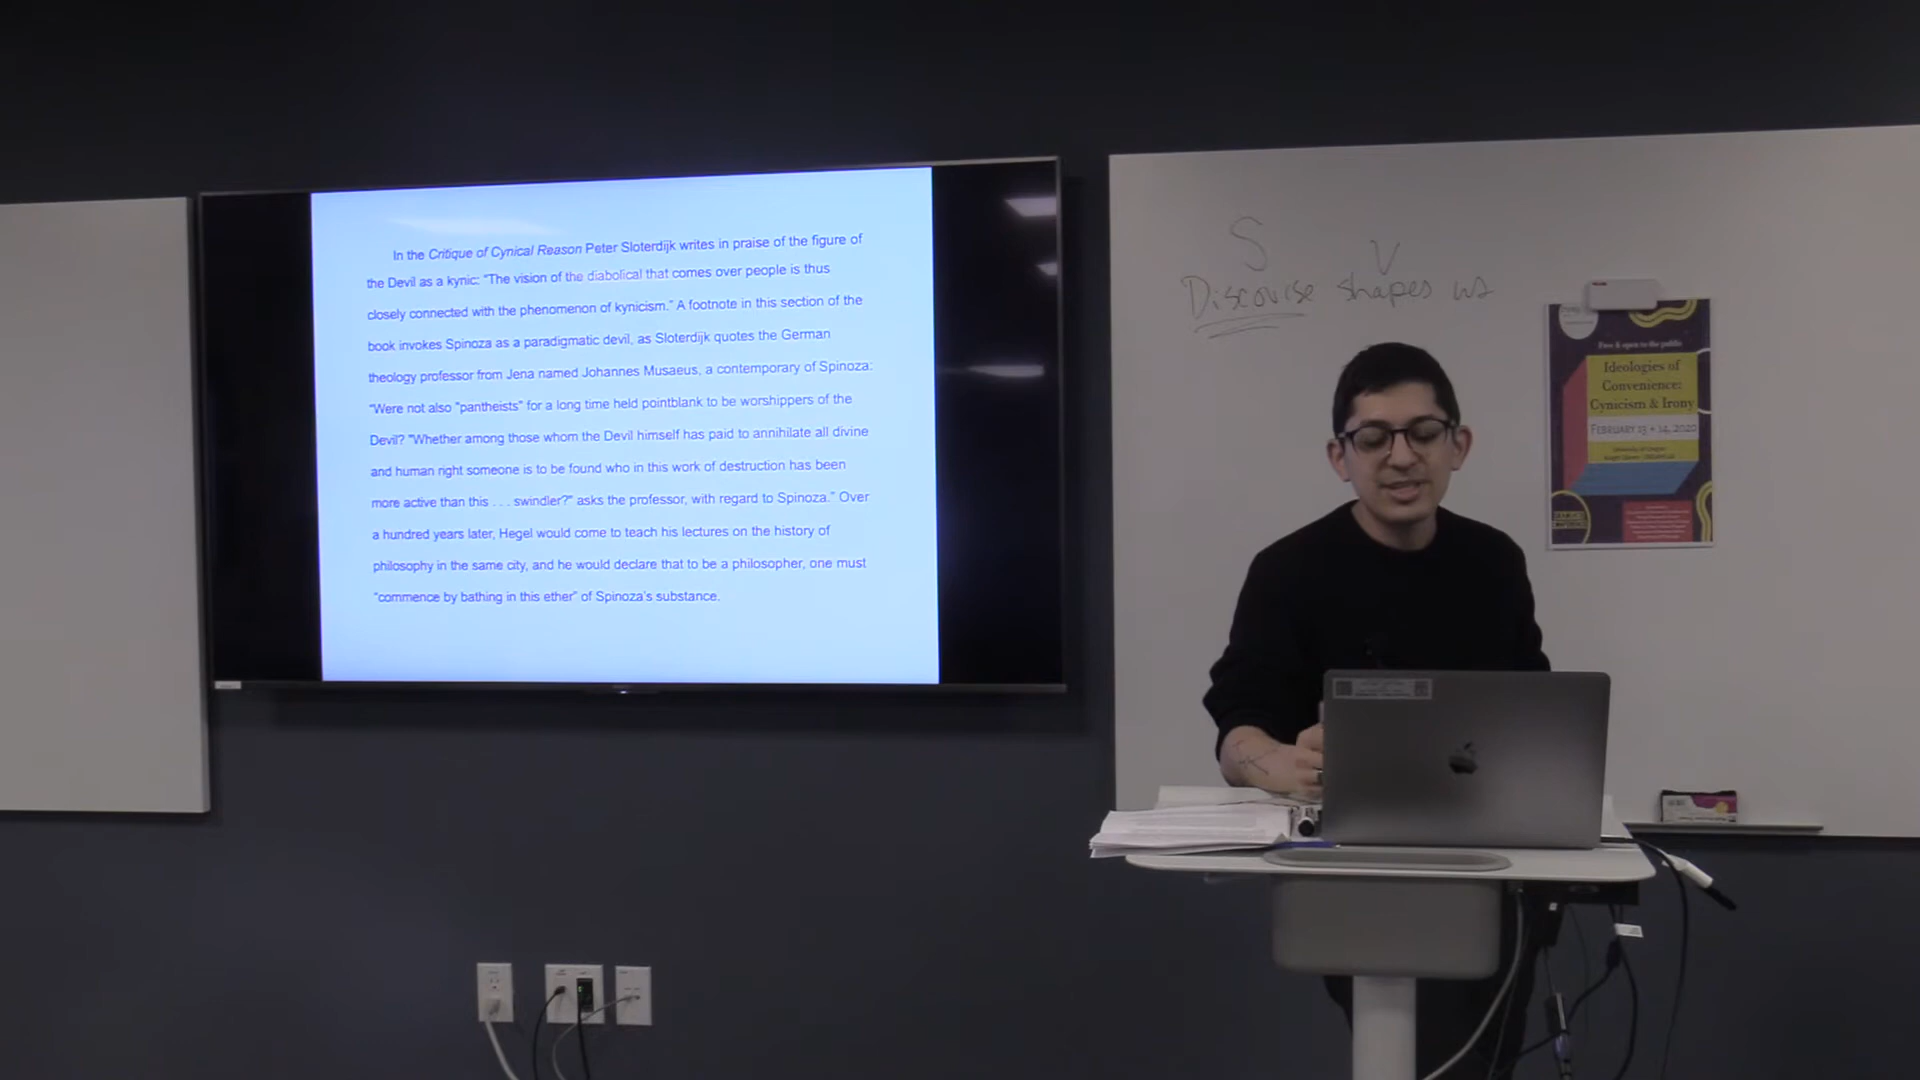 In the Critique of Cynical Reason Peter Sloterdijk writes in praise of the figure of
the Devil as a kynic: "The vision of the diabolical that comes over people is thus
closely connected with the phenomenon of kynicism." A footnote in this section of the
book invokes Spinoza as a paradigmatic devil, as Sloterdijk quotes the German
theology professor from Jena named Johannes Musaeus, a contemporary of Spinoza:
"Were not also "pantheists" for a long time held pointblank to be worshippers of the
Devil? "Whether among those whom the Devil himself has paid to annihilate all divine
and human right someone is to be found who in this work of destruction has been
more active than this . . . swindler?" asks the professor, with regard to Spinoza." Over
a hundred years later, Hegel would come to teach his lectures on the history of
philosophy in the same city, and he would declare that to be a philosopher, one must
"commence by bathing in this ether" of Spinoza's substance.
S V
Discourse shapes us
Free & open to the public
Ideologies of
Convenience:
Cynicism & Irony
February 13 + 14, 2020
University of Oregon